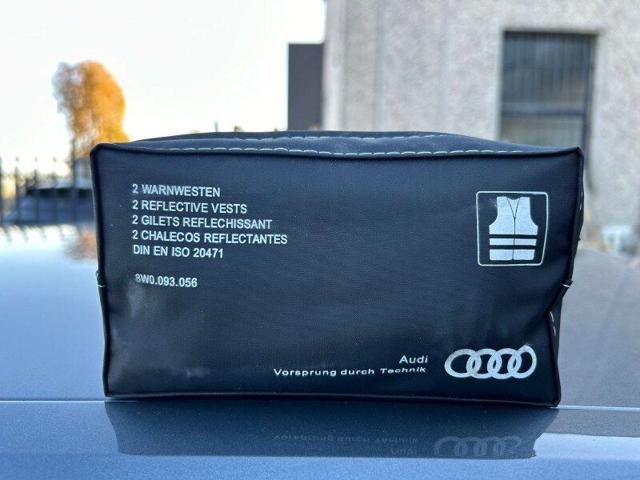 2 WARNWESTEN
2 REFLECTIVE VESTS
2 GILETS REFLECHISSANT
2 CHALECOS REFLECTANTES
DIN EN ISO 20471
8W0.093.056
Audi
Vorsprung durch Technik